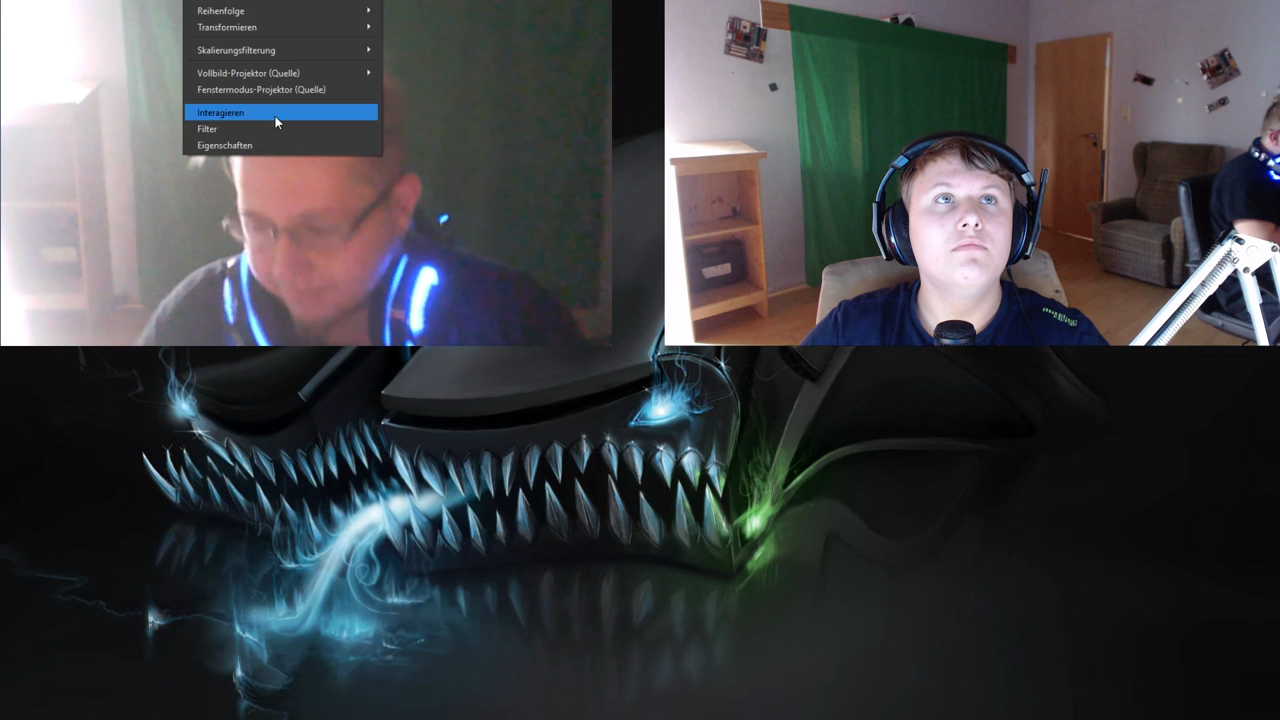 Reihenfolge
Transformieren
Skalierungsfilterung
Vollbild-Projektor (Quelle)
Fenstermodus-Projektor (Quelle)
Interagieren
Filter
Eigenschaften